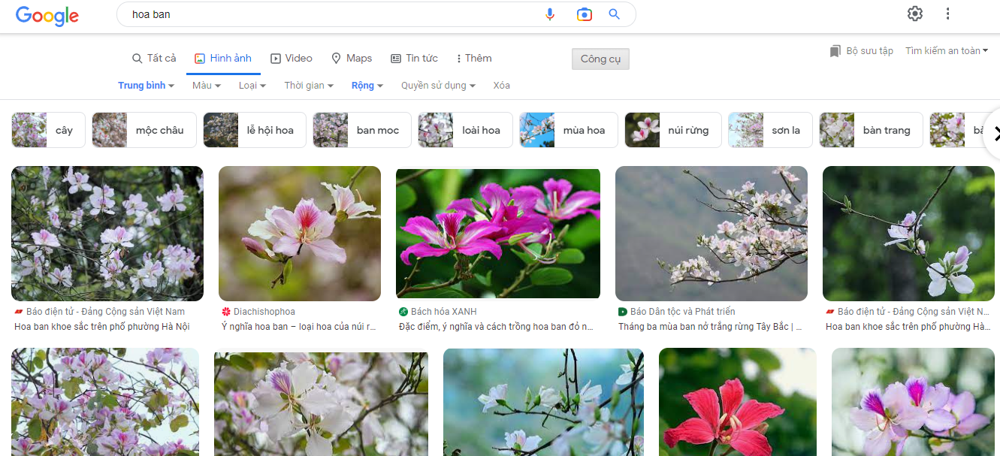 Google
hoa ban
Tất cả
Hình ảnh
Video
Maps
Tin tức
Thêm
Công cụ
Bộ sưu tập
Tìm kiếm an toàn
Trung bình
Màu
Loại
Thời gian
Rộng
Quyền sử dụng
Xóa
cây
mộc châu
lễ hội hoa
ban moc
loài hoa
mùa hoa
núi rừng
sơn la
bàn trang
Báo điện tử - Đảng Cộng sản Việt Nam
Hoa ban khoe sắc trên phố phường Hà Nội
Diachishophoa
Ý nghĩa hoa ban – loại hoa của núi r...
Bách hóa XANH
Đặc điểm, ý nghĩa và cách trồng hoa ban đỏ n...
Báo Dân tộc và Phát triển
Tháng ba mùa ban nở trắng rừng Tây Bắc | ...
Báo điện tử - Đảng Cộng sản Việt N...
Hoa ban khoe sắc trên phố phường Hà...